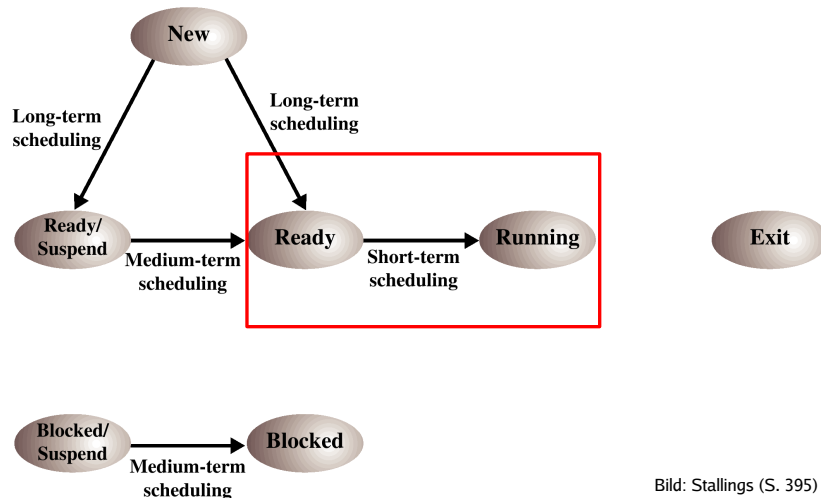 New
Long-term
scheduling
Long-term
scheduling
Ready/
Suspend
Medium-term
scheduling
Ready
Short-term
scheduling
Running
Exit
Blocked/
Suspend
Medium-term
scheduling
Blocked
Bild: Stallings (S. 395)